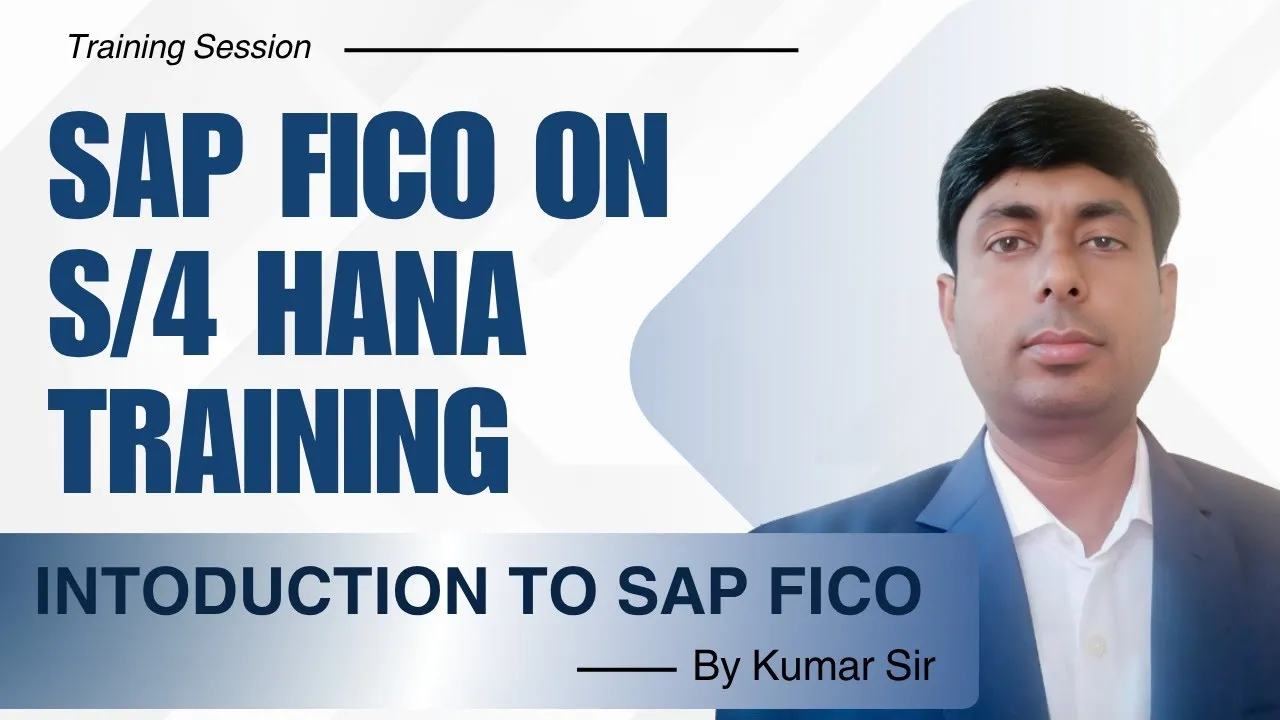 Training Session
SAP FICO ON
S/4 HANA
TRAINING
INTODUCTION TO SAP FICO
By Kumar Sir